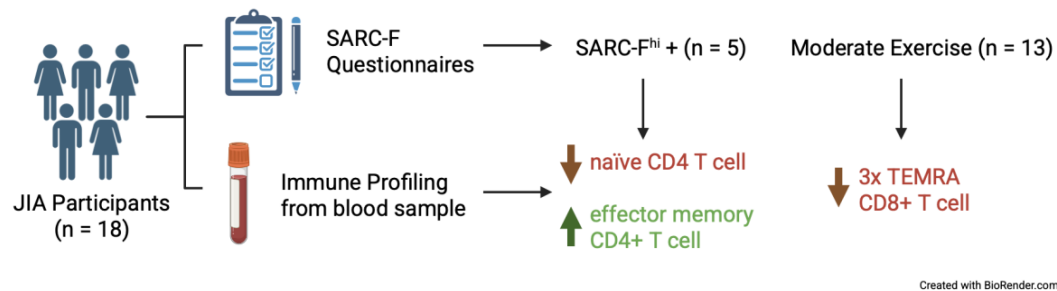 JIA Participants
(n = 18)
SARC-F
Questionnaires
Immune Profiling
from blood sample
SARC-Fhi + (n = 5)
naïve CD4 T cell
effector memory
CD4+ T cell
Moderate Exercise (n = 13)
3x TEMRA
CD8+ T cell
Created with BioRender.com